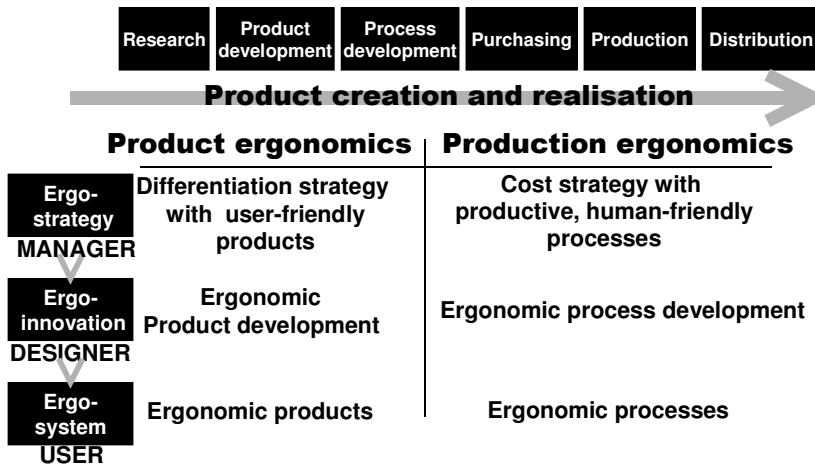 Research
Product
development
Process
development
Purchasing
Production
Distribution
Product creation and realisation
Product ergonomics
Production ergonomics
Ergo-
strategy
MANAGER
Differentiation strategy
with user-friendly
products
Cost strategy with
productive, human-friendly
processes
Ergo-
innovation
DESIGNER
Ergonomic
Product development
Ergonomic process development
Ergo-
system
USER
Ergonomic products
Ergonomic processes